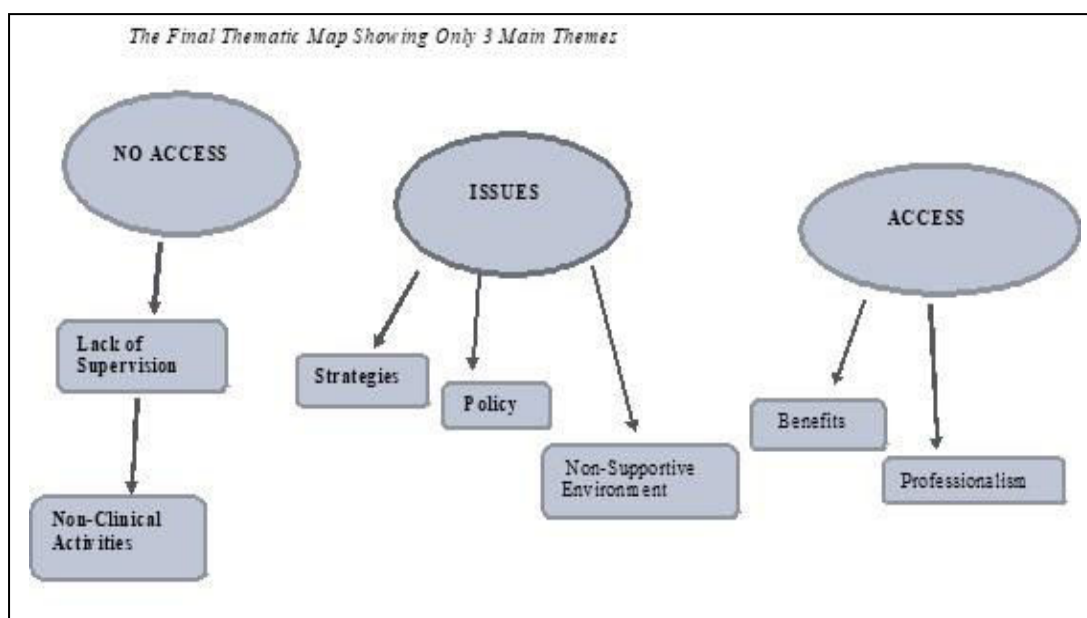 The Final Thematic Map Showing Only 3 Main Themes
NO ACCESS
ISSUES
ACCESS
Lack of
Supervision
Strategies
Policy
Benefits
Non-Supportive
Environment
Professionalism
Non-Clinical
Activities